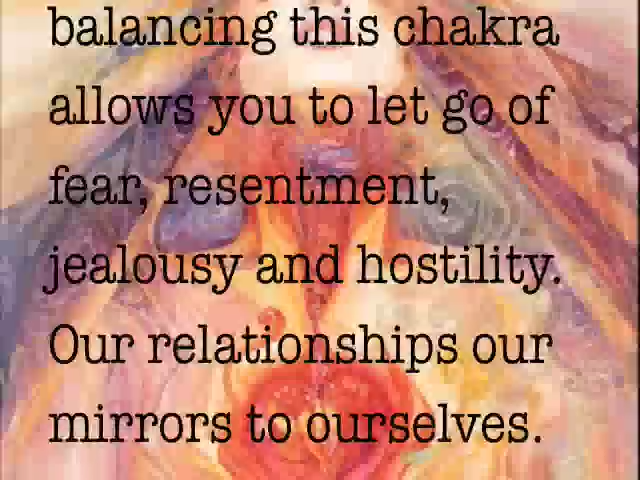 balancing this chakra
allows you to let go of
fear, resentment,
jealousy and hostility.
Our relationships our
mirrors to ourselves.